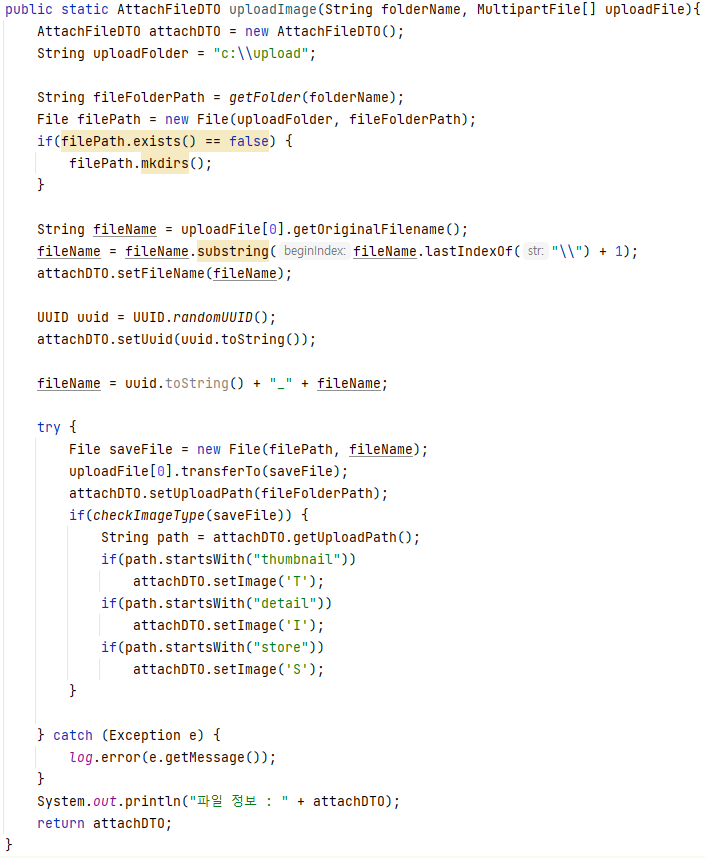 public static AttachFileDTO uploadImage(String folderName, MultipartFile[] uploadFile){
    AttachFileDTO attachDTO = new AttachFileDTO();
    String uploadFolder = "c:\\upload";

    String fileFolderPath = getFolder(folderName);
    File filePath = new File(uploadFolder, fileFolderPath);
    if(filePath.exists() == false) {
        filePath.mkdirs();
    }

    String fileName = uploadFile[0].getOriginalFilename();
    fileName = fileName.substring( beginIndex: fileName.lastIndexOf( str: "\\") + 1);
    attachDTO.setFileName(fileName);

    UUID uuid = UUID.randomUUID();
    attachDTO.setUuid(uuid.toString());

    fileName = uuid.toString() + "_" + fileName;

    try {
        File saveFile = new File(filePath, fileName);
        uploadFile[0].transferTo(saveFile);
        attachDTO.setUploadPath(fileFolderPath);
        if(checkImageType(saveFile)) {
            String path = attachDTO.getUploadPath();
            if(path.startsWith("thumbnail"))
                attachDTO.setImage('T');
            if(path.startsWith("detail"))
                attachDTO.setImage('I');
            if(path.startsWith("store"))
                attachDTO.setImage('S');
        }

    } catch (Exception e) {
        log.error(e.getMessage());
    }
    System.out.println("파일 정보 : " + attachDTO);
    return attachDTO;
}